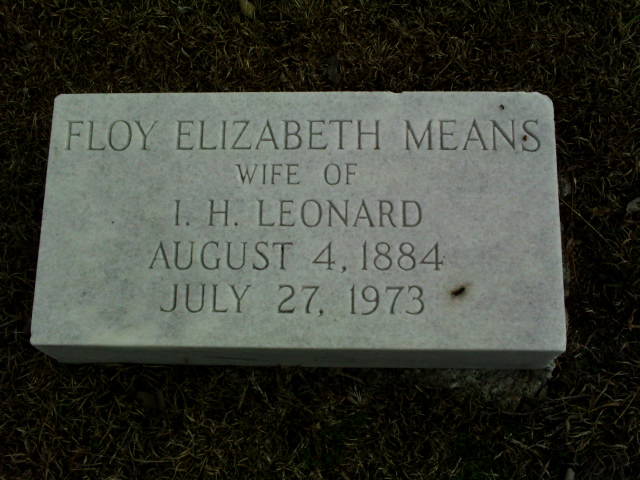 FLOY ELIZABETH MEANS
WIFE OF
I. H. LEONARD
AUGUST 4, 1884
JULY 27, 1973